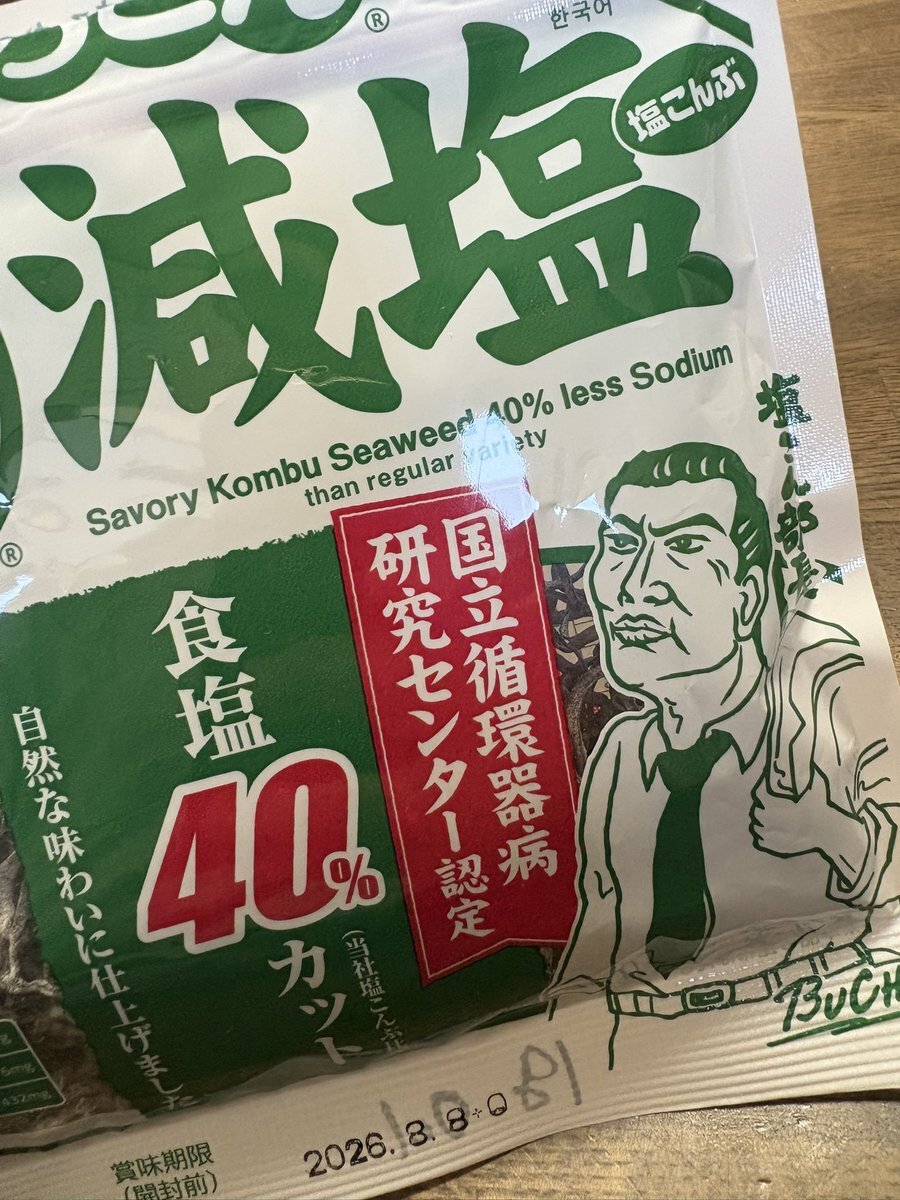 한국어
減塩
塩こんぶ
Savory Kombu Seaweed 40% less Sodium
than regular variety
塩こん部長
国立循環器病
研究センター認定
食塩
40%
カット
自然な味わいに仕上げました
BUCH
432mg
賞味期限
(開封前)
2026.8.8